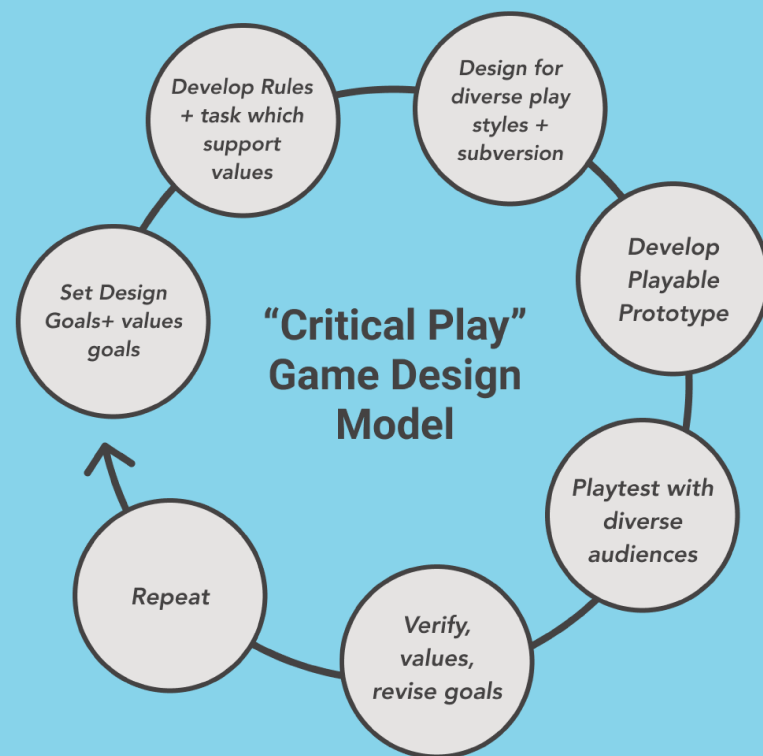 Set Design
Goals+ values
goals
Develop Rules
+ task which
support
values
Design for
diverse play
styles +
subversion
Develop
Playable
Prototype
Playtest with
diverse
audiences
Verify,
values,
revise goals
Repeat
“Critical Play”
Game Design
Model